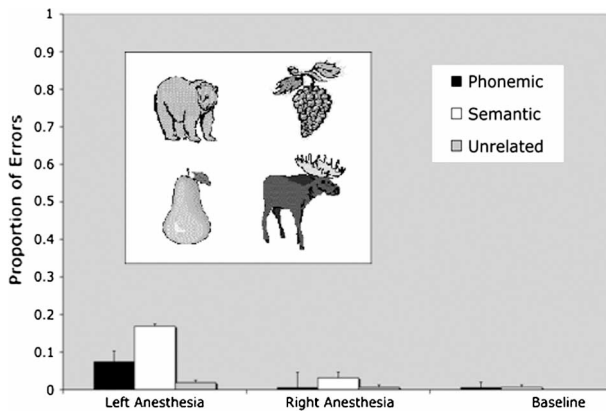 Proportion of Errors
1
0.9
0.8
0.7
0.6
0.5
0.4
0.3
0.2
0.1
0
Phonemic
Semantic
Unrelated
Left Anesthesia
Right Anesthesia
Baseline